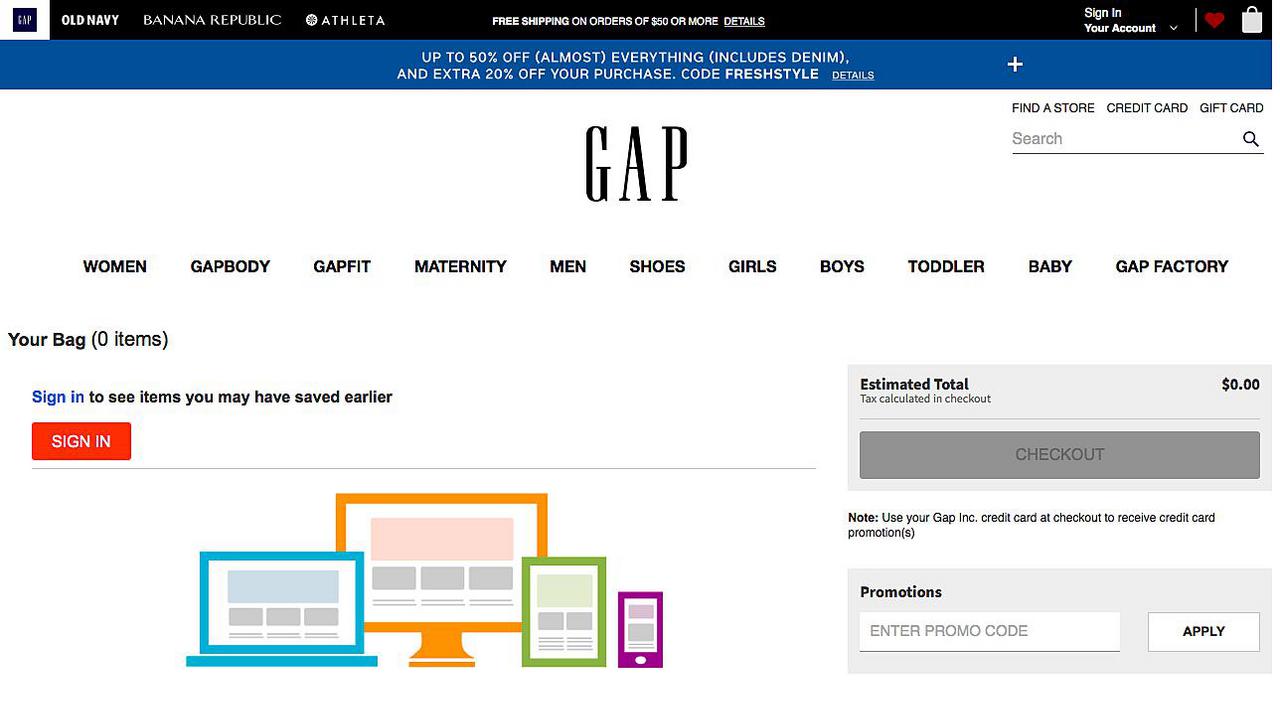 GAP
OLD NAVY
BANANA REPUBLIC
ATHLETA
FREE SHIPPING ON ORDERS OF $50 OR MORE DETAILS
Sign In
Your Account
UP TO 50% OFF (ALMOST) EVERYTHING (INCLUDES DENIM),
AND EXTRA 20% OFF YOUR PURCHASE. CODE FRESHSTYLE DETAILS
+
FIND A STORE CREDIT CARD GIFT CARD
Search
GAP
WOMEN GAPBODY GAPFIT MATERNITY MEN SHOES GIRLS BOYS TODDLER BABY GAP FACTORY
Your Bag (0 items)
Sign in to see items you may have saved earlier
SIGN IN
Estimated Total $0.00
Tax calculated in checkout
CHECKOUT
Note: Use your Gap Inc. credit card at checkout to receive credit card
promotion(s)
Promotions
ENTER PROMO CODE
APPLY